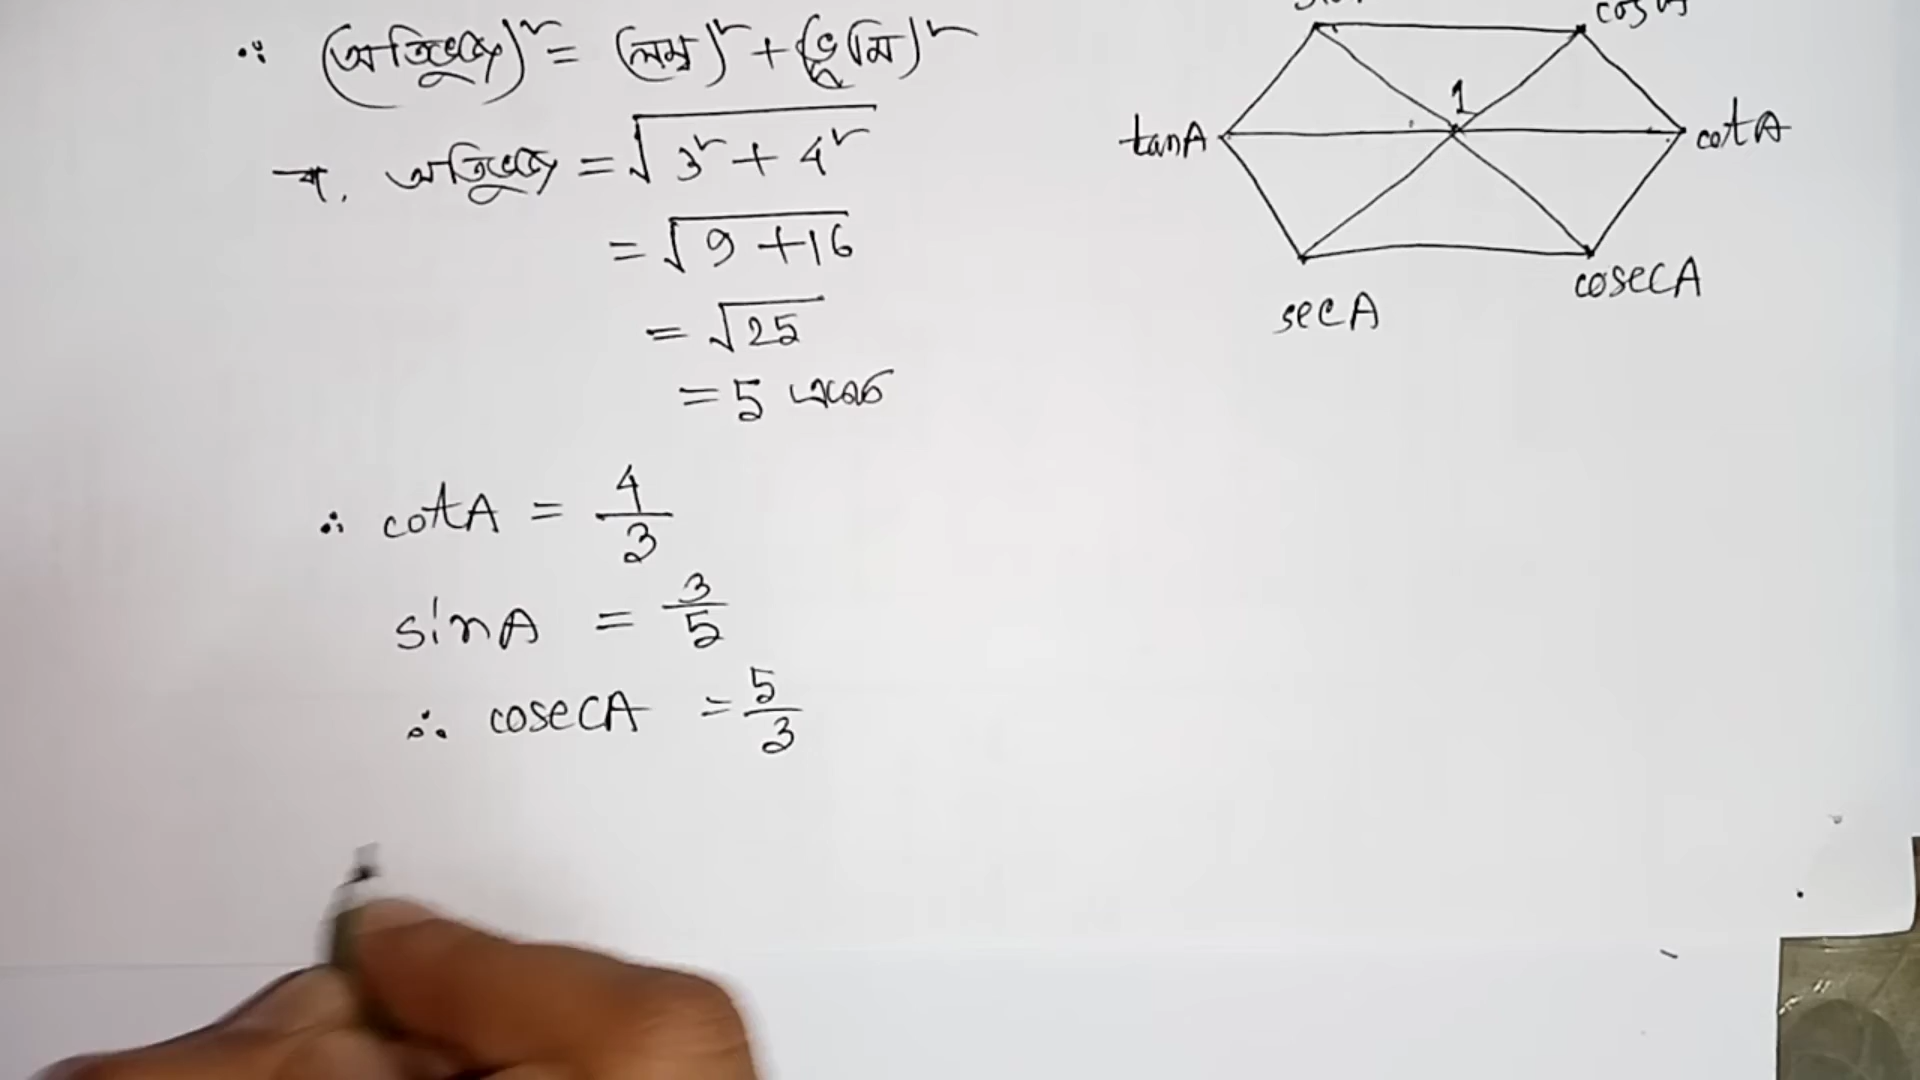 ∴ (অতিভুজ)² = (লম্ব)² + (ভূমি)²
বা, অতিভুজ = √3² + 4²
= √9 + 16
= √25
= 5 একক
∴ cotA = 4/3
sinA = 3/5
∴ cosecA = 5/3
1
tanA
cotA
secA
cosecA